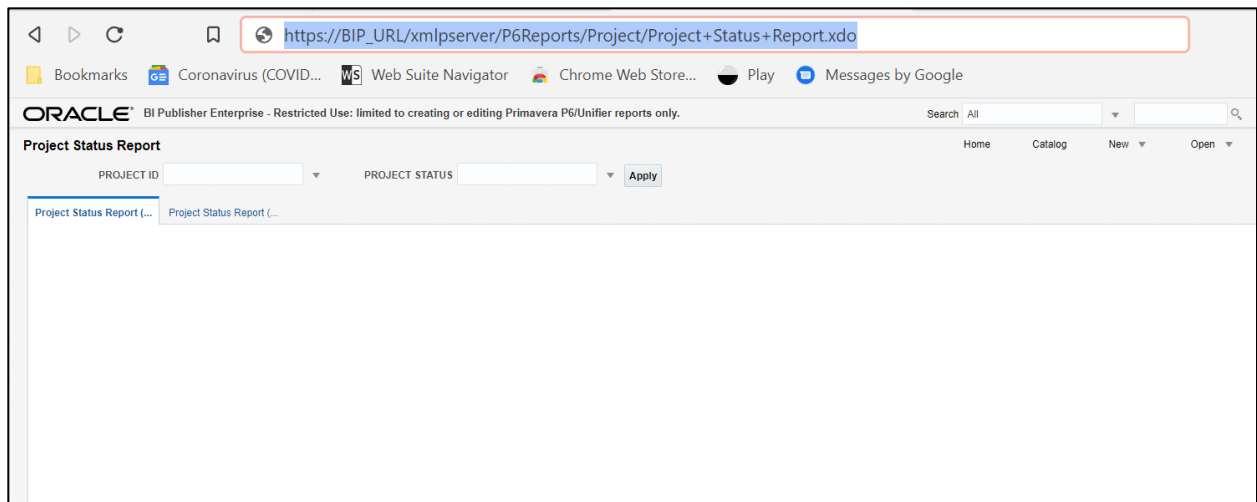 https://BIP_URL/xmlpserver/P6Reports/Project/Project+Status+Report.xdo
Bookmarks GE Coronavirus (COVID... WS Web Suite Navigator Chrome Web Store... Play Messages by Google
ORACLE BI Publisher Enterprise - Restricted Use: limited to creating or editing Primavera P6/Unifier reports only. Search All
Project Status Report Home Catalog New Open
PROJECT ID PROJECT STATUS Apply
Project Status Report (... Project Status Report (...